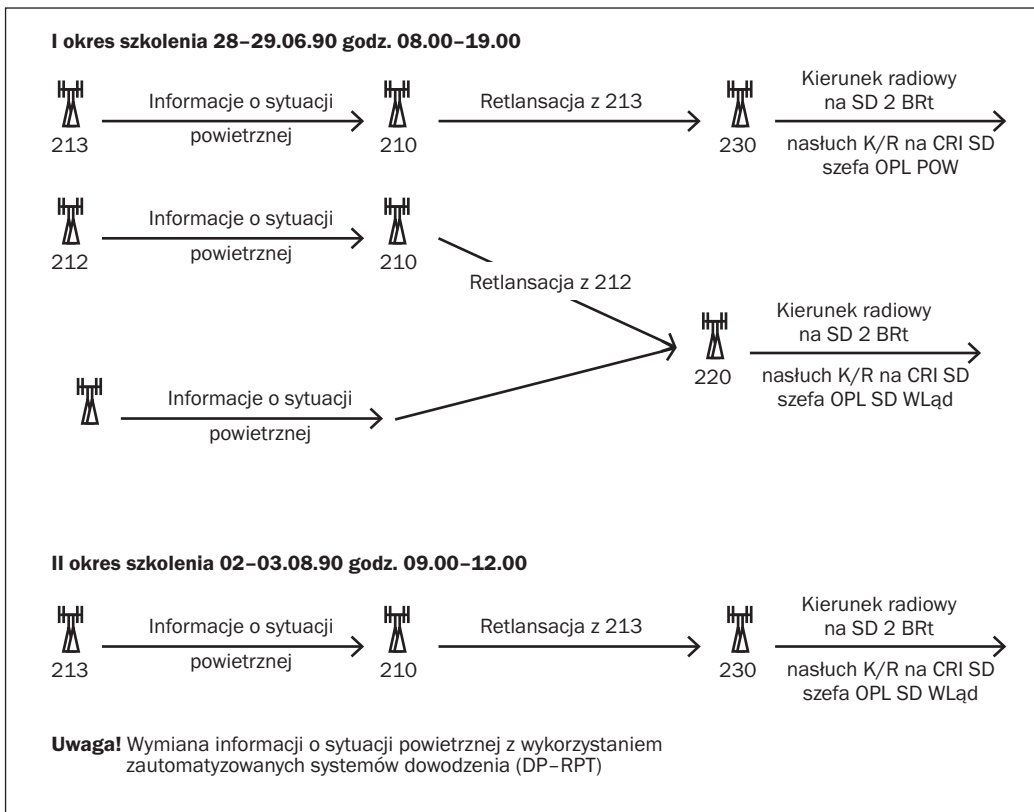 I okres szkolenia 28–29.06.90 godz. 08.00–19.00
213
Informacje o sytuacji
powietrznej
210
Retlansacja z 213
230
Kierunek radiowy
na SD 2 BRt
nasłuch K/R na CRI SD
szefa OPL POW
212
Informacje o sytuacji
powietrznej
210
Retlansacja z 212
220
Kierunek radiowy
na SD 2 BRt
nasłuch K/R na CRI SD
szefa OPL SD WLąd
Informacje o sytuacji
powietrznej
II okres szkolenia 02–03.08.90 godz. 09.00–12.00
213
Informacje o sytuacji
powietrznej
210
Retlansacja z 213
230
Kierunek radiowy
na SD 2 BRt
nasłuch K/R na CRI SD
szefa OPL SD WLąd
Uwaga! Wymiana informacji o sytuacji powietrznej z wykorzystaniem
zautomatyzowanych systemów dowodzenia (DP–RPT)